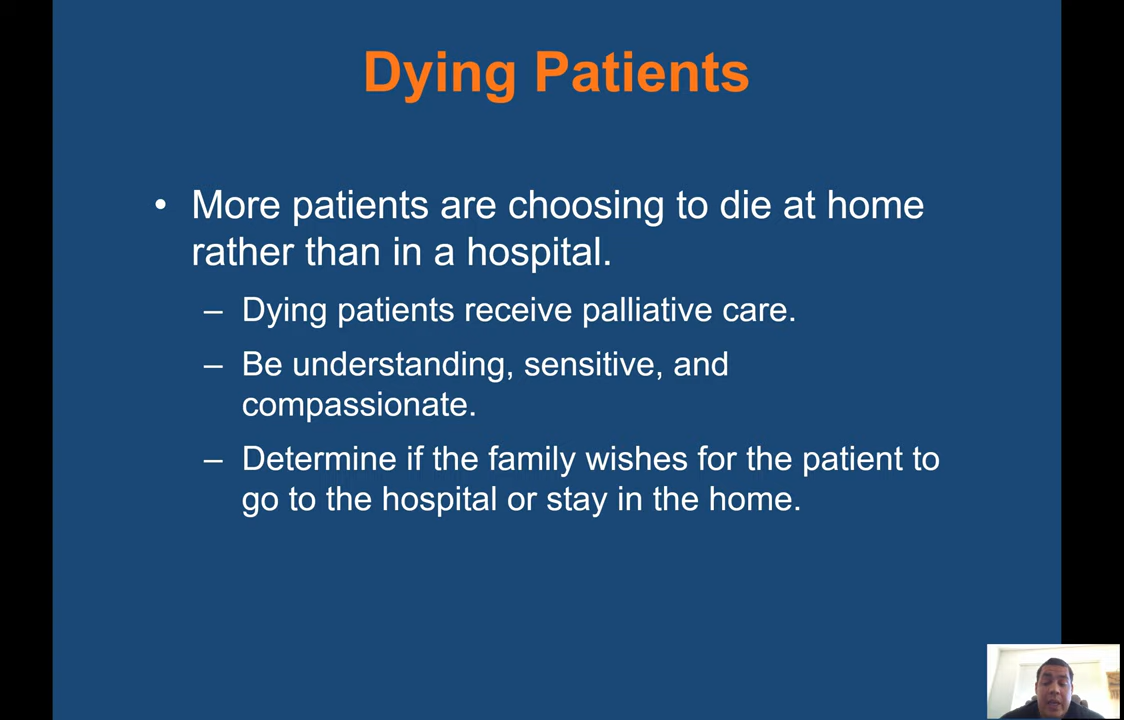 Dying Patients
• More patients are choosing to die at home
rather than in a hospital.
– Dying patients receive palliative care.
– Be understanding, sensitive, and
compassionate.
– Determine if the family wishes for the patient to
go to the hospital or stay in the home.